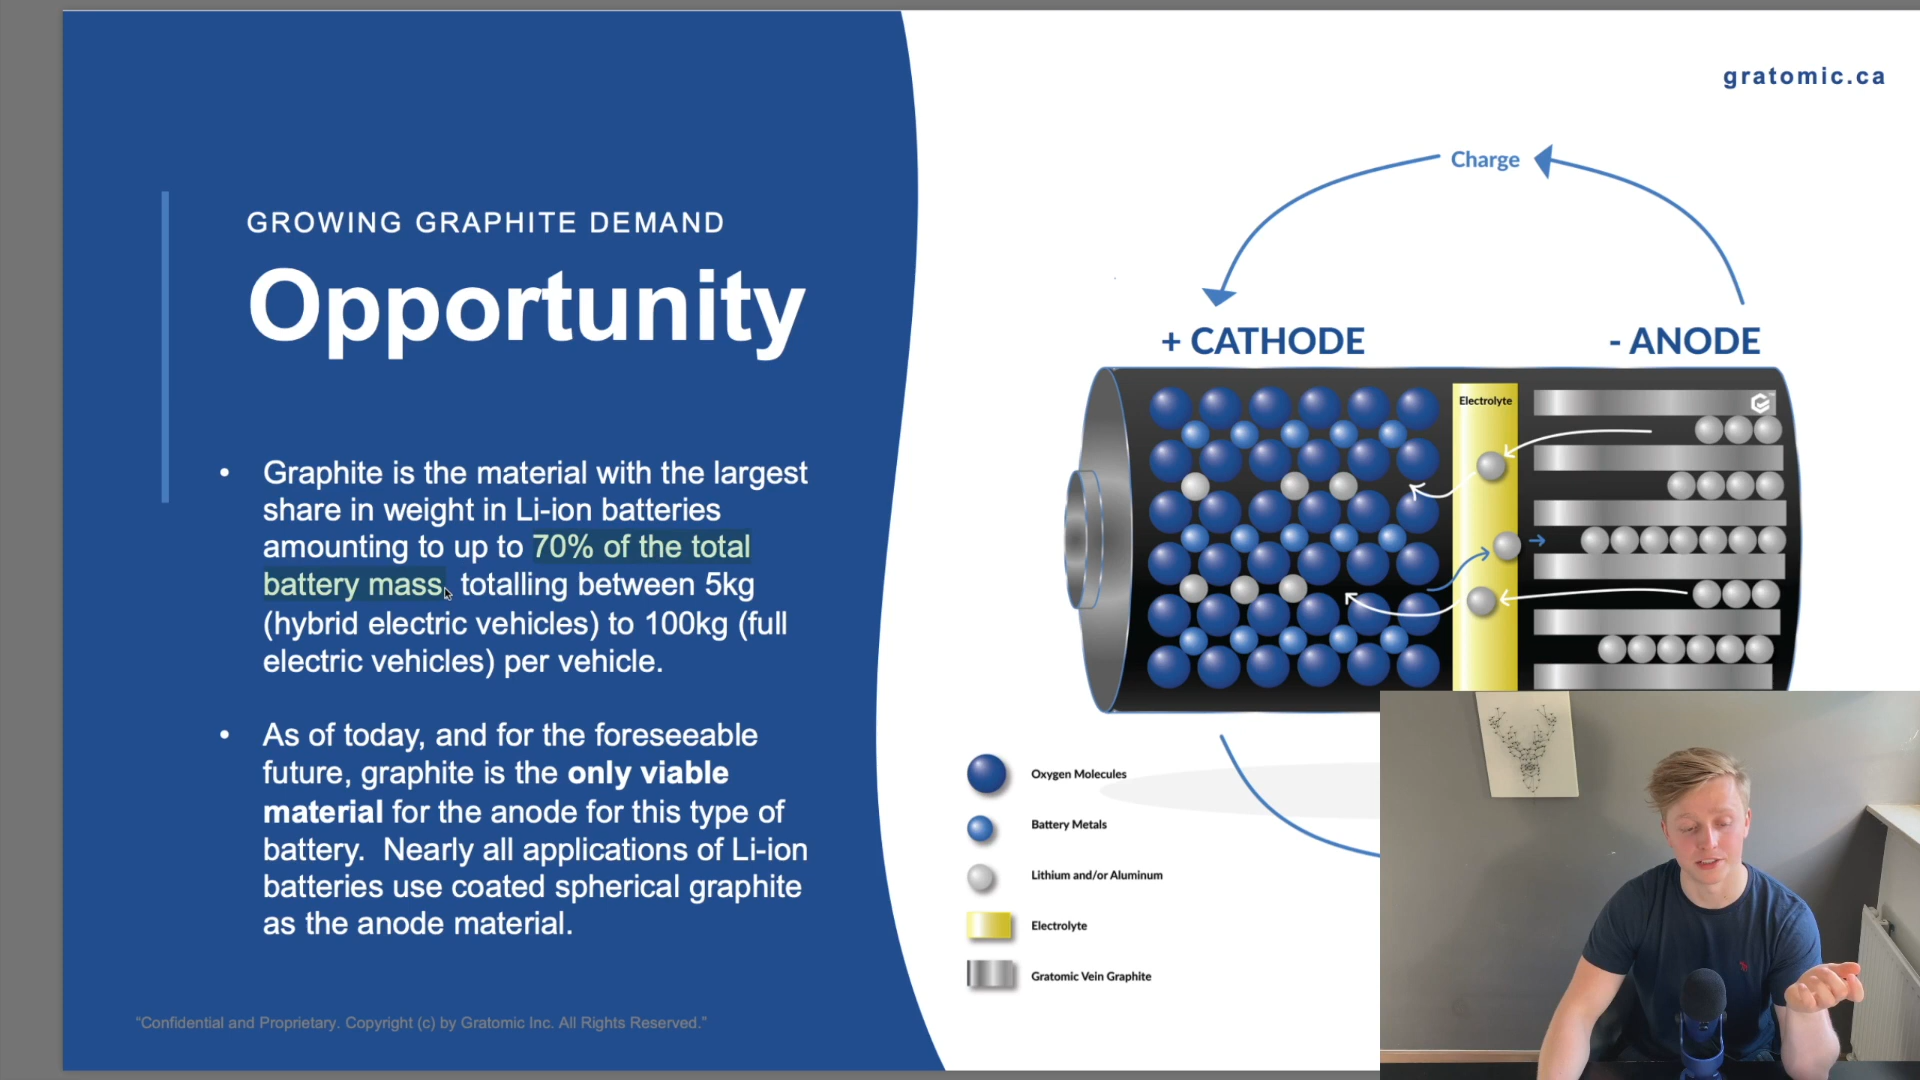 gratomic.ca
GROWING GRAPHITE DEMAND
Opportunity
• Graphite is the material with the largest
share in weight in Li-ion batteries
amounting to up to 70% of the total
battery mass, totalling between 5kg
(hybrid electric vehicles) to 100kg (full
electric vehicles) per vehicle.
• As of today, and for the foreseeable
future, graphite is the only viable
material for the anode for this type of
battery.  Nearly all applications of Li-ion
batteries use coated spherical graphite
as the anode material.
"Confidential and Proprietary. Copyright (c) by Gratomic Inc. All Rights Reserved."
Charge
+ CATHODE
- ANODE
Electrolyte
Oxygen Molecules
Battery Metals
Lithium and/or Aluminum
Electrolyte
Gratomic Vein Graphite